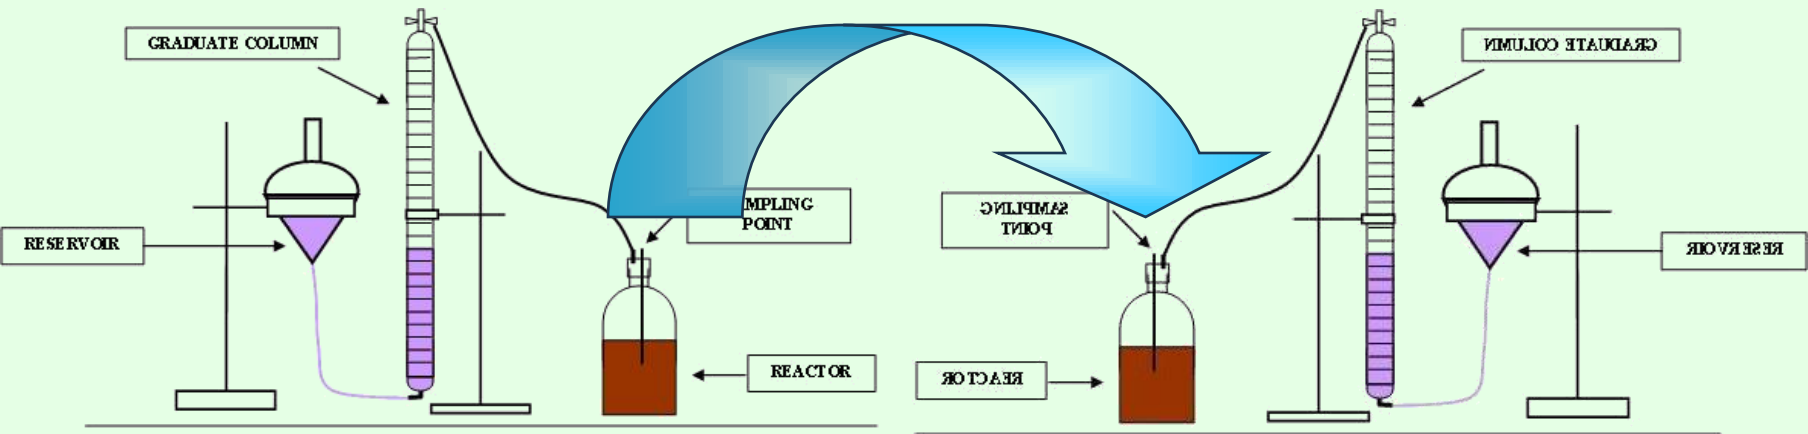 GRADUATE COLUMN
RESERVOIR
MPLING
POINT
REACTOR
GRADUATE COLUMN
SAMPLING
POINT
RESERVOIR
REACTOR